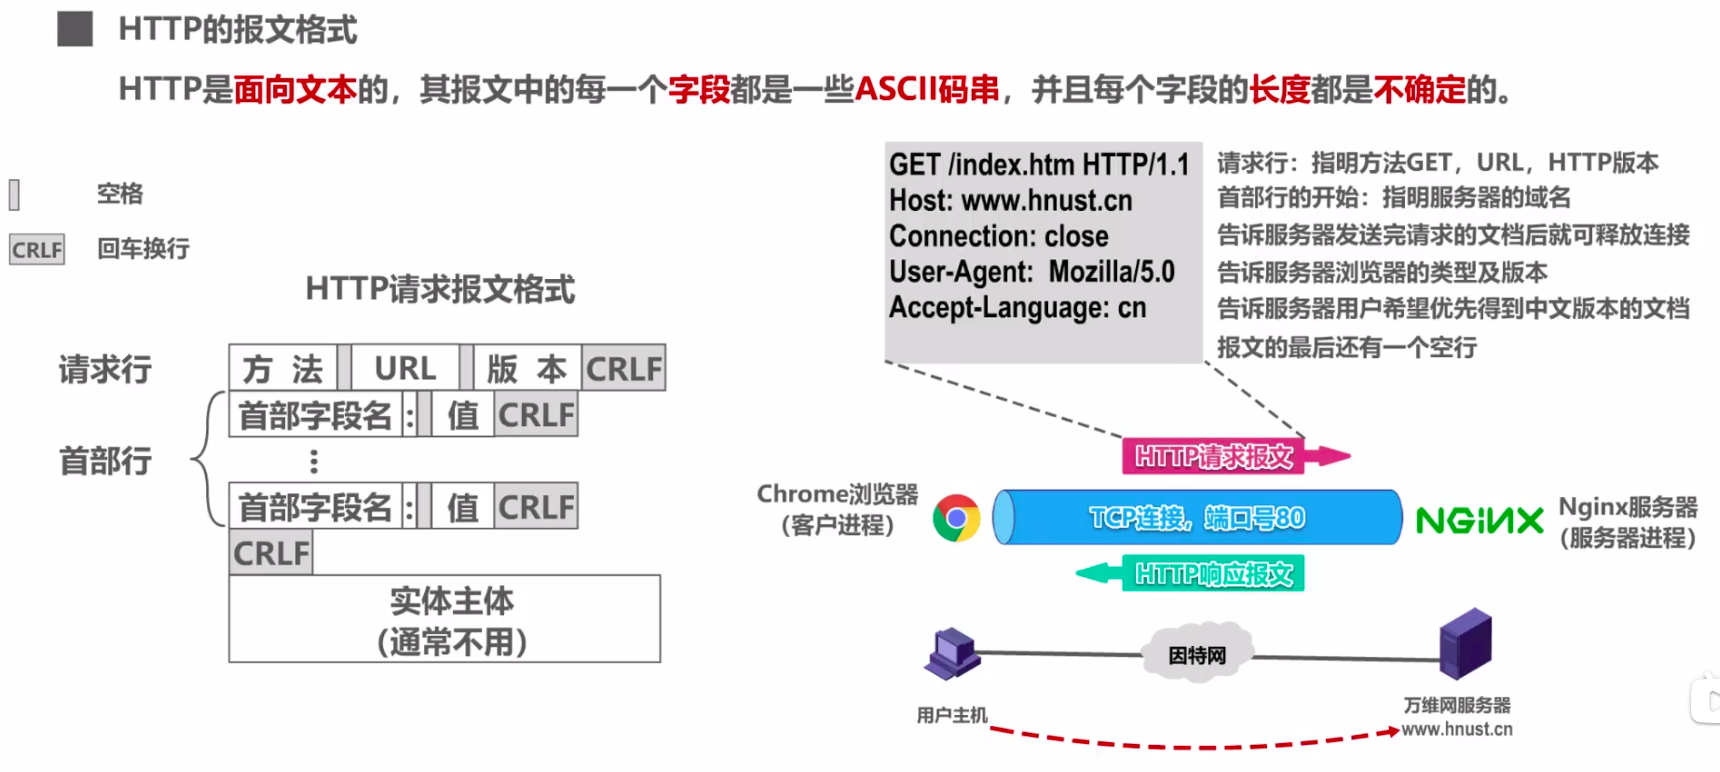 HTTP的报文格式
HTTP是面向文本的，其报文中的每一个字段都是一些ASCII码串，并且每个字段的长度都是不确定的。
空格
CRLF 回车换行
HTTP请求报文格式
请求行 方 法 URL 版 本 CRLF
首部行
首部字段名 : 值 CRLF
⋮
首部字段名 : 值 CRLF
CRLF
实体主体
（通常不用）
GET /index.htm HTTP/1.1 请求行：指明方法GET，URL，HTTP版本
Host: www.hnust.cn 首部行的开始：指明服务器的域名
Connection: close 告诉服务器发送完请求的文档后就可释放连接
User-Agent: Mozilla/5.0 告诉服务器浏览器的类型及版本
Accept-Language: cn 告诉服务器用户希望优先得到中文版本的文档
报文的最后还有一个空行
HTTP请求报文
Chrome浏览器
（客户进程）
TCP连接，端口号80
NGINX
Nginx服务器
（服务器进程）
HTTP响应报文
因特网
用户主机
万维网服务器
www.hnust.cn